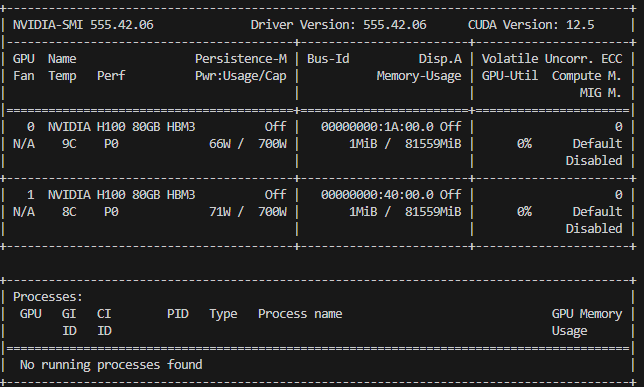 NVIDIA-SMI 555.42.06 Driver Version: 555.42.06 CUDA Version: 12.5
GPU Name Persistence-M Bus-Id Disp.A Volatile Uncorr. ECC
Fan Temp Perf Pwr:Usage/Cap Memory-Usage GPU-Util Compute M.
MIG M.
0 NVIDIA H100 80GB HBM3 Off 00000000:1A:00.0 Off 0
N/A 9C P0 66W / 700W 1MiB / 81559MiB 0% Default
Disabled
1 NVIDIA H100 80GB HBM3 Off 00000000:40:00.0 Off 0
N/A 8C P0 71W / 700W 1MiB / 81559MiB 0% Default
Disabled
Processes:
GPU GI CI PID Type Process name GPU Memory
ID ID Usage
No running processes found